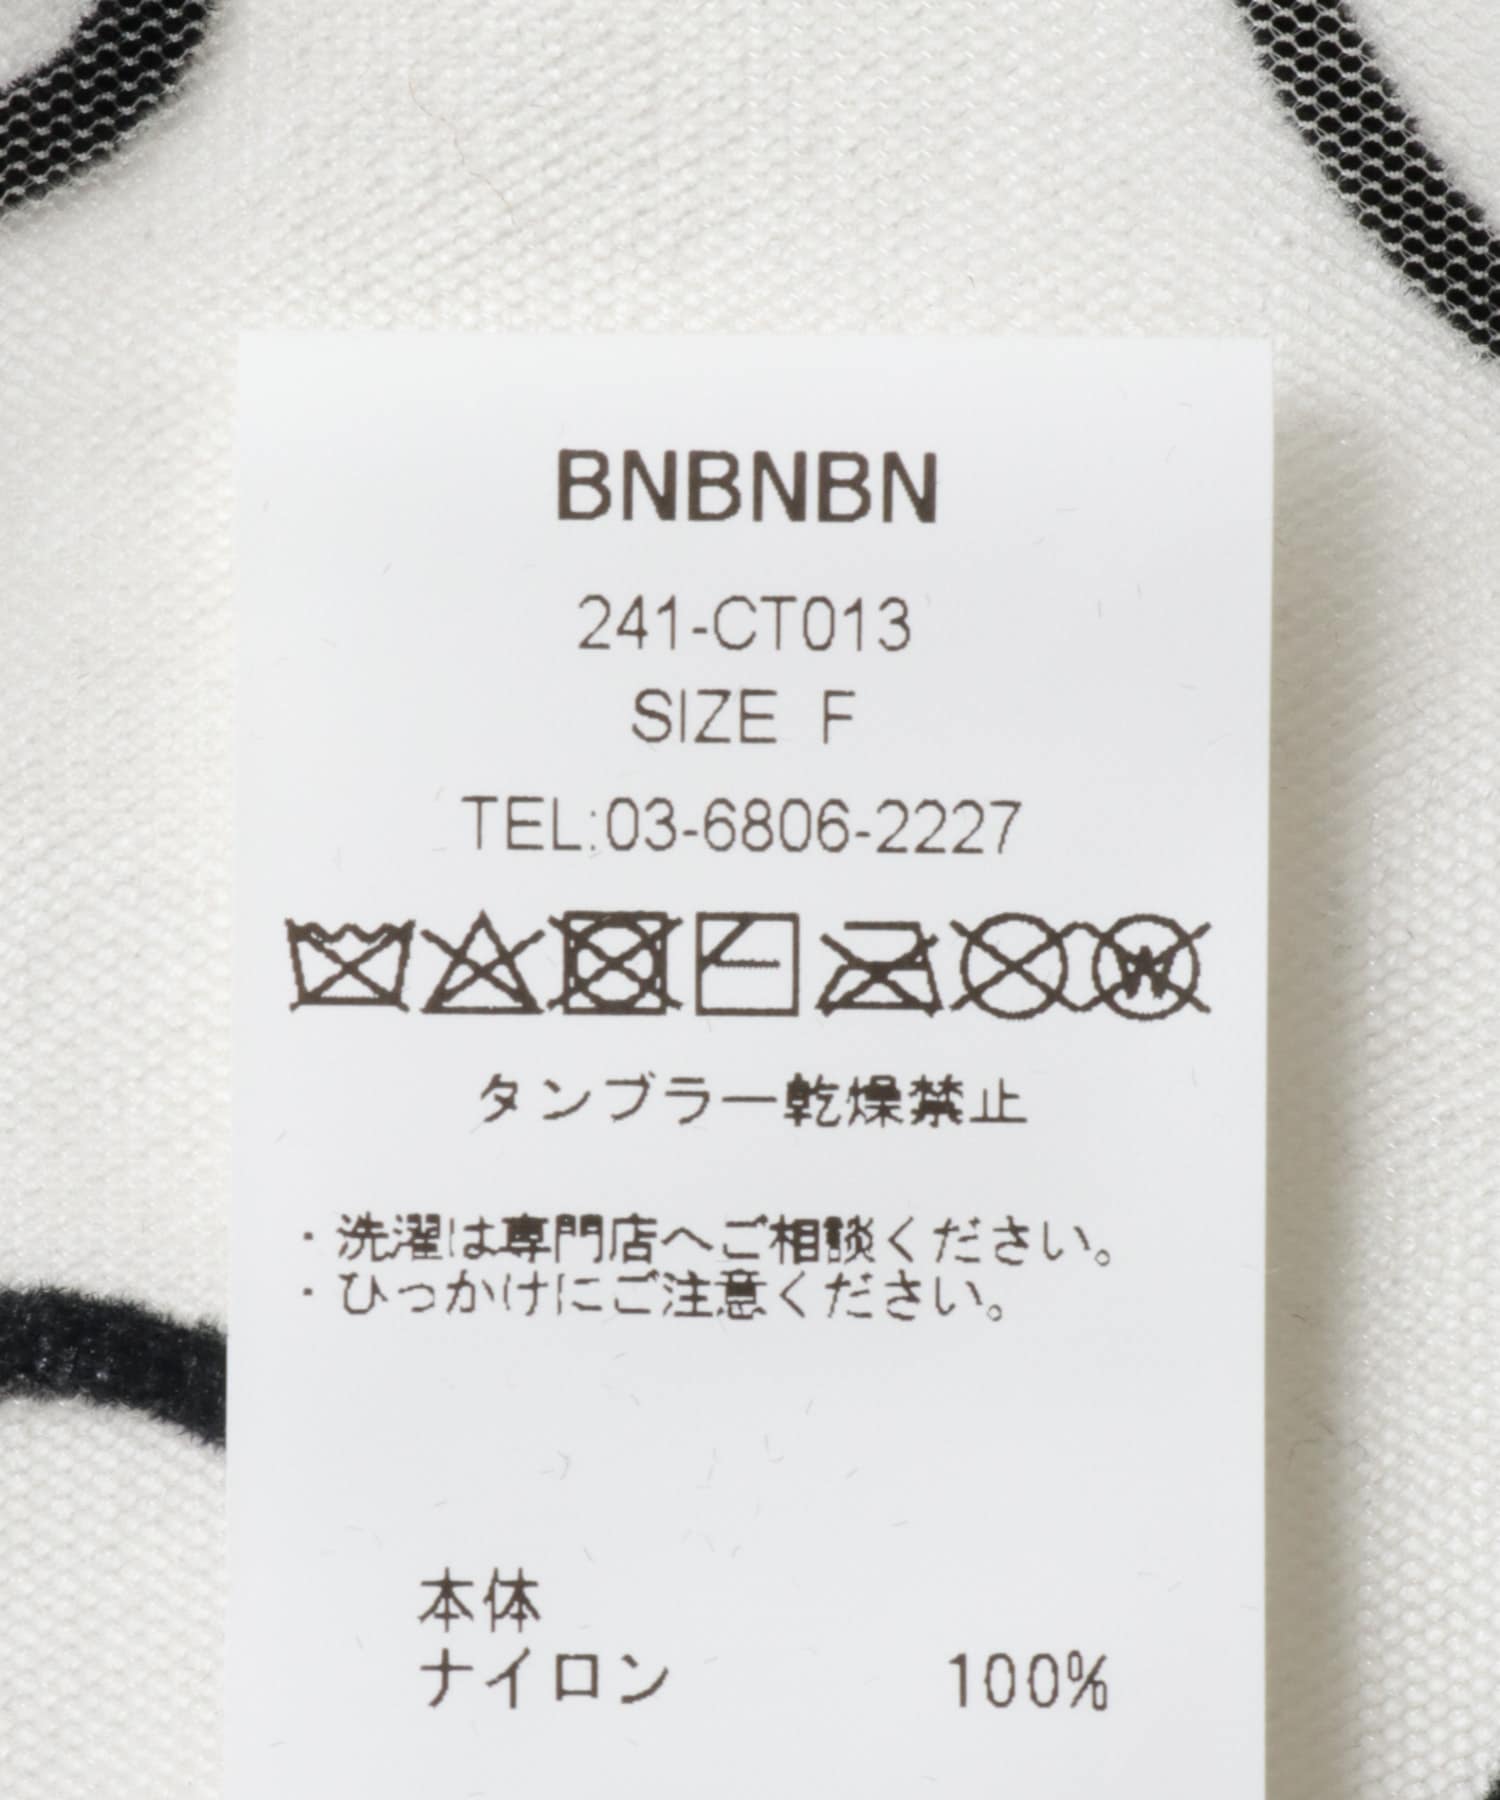 BNBNBN
241-CT013
SIZE F
TEL:03-6806-2227
W
タンブラー乾燥禁止
・洗濯は専門店へご相談ください。
・ひっかけにご注意ください。
本体
ナイロン 100%